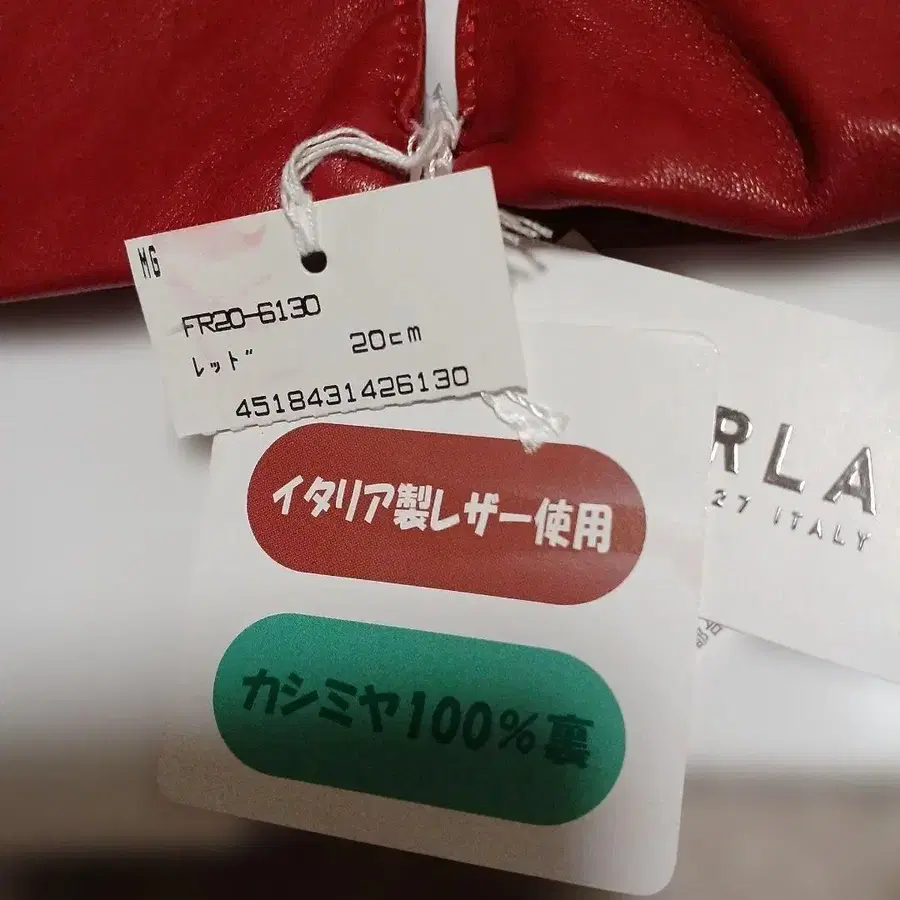 MG
FR20-6130
レッド 20cm
4518431426130
イタリア製レザー使用
カシミヤ100%裏
RLA
27 ITALY